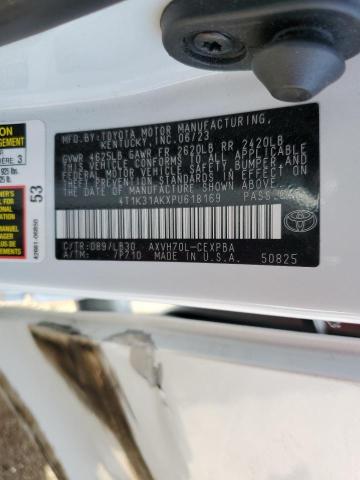 MFD. BY: TOYOTA MOTOR MANUFACTURING,
KENTUCKY, INC. 06/23
GVWR 4625LB GAWR FR 2620LB RR 2420LB
THIS VEHICLE CONFORMS TO ALL APPLICABLE
FEDERAL MOTOR VEHICLE SAFETY, BUMPER, AND
THEFT PREVENTION STANDARDS IN EFFECT ON
THE DATE OF MANUFACTURE SHOWN ABOVE.
4T1K31AKXPU618169 PASS.
C/TR: 089/LB30 AXVH70L-CEXPBA
A/TM: 7P710 MADE IN U.S.A. 50825
TOYOTA
53